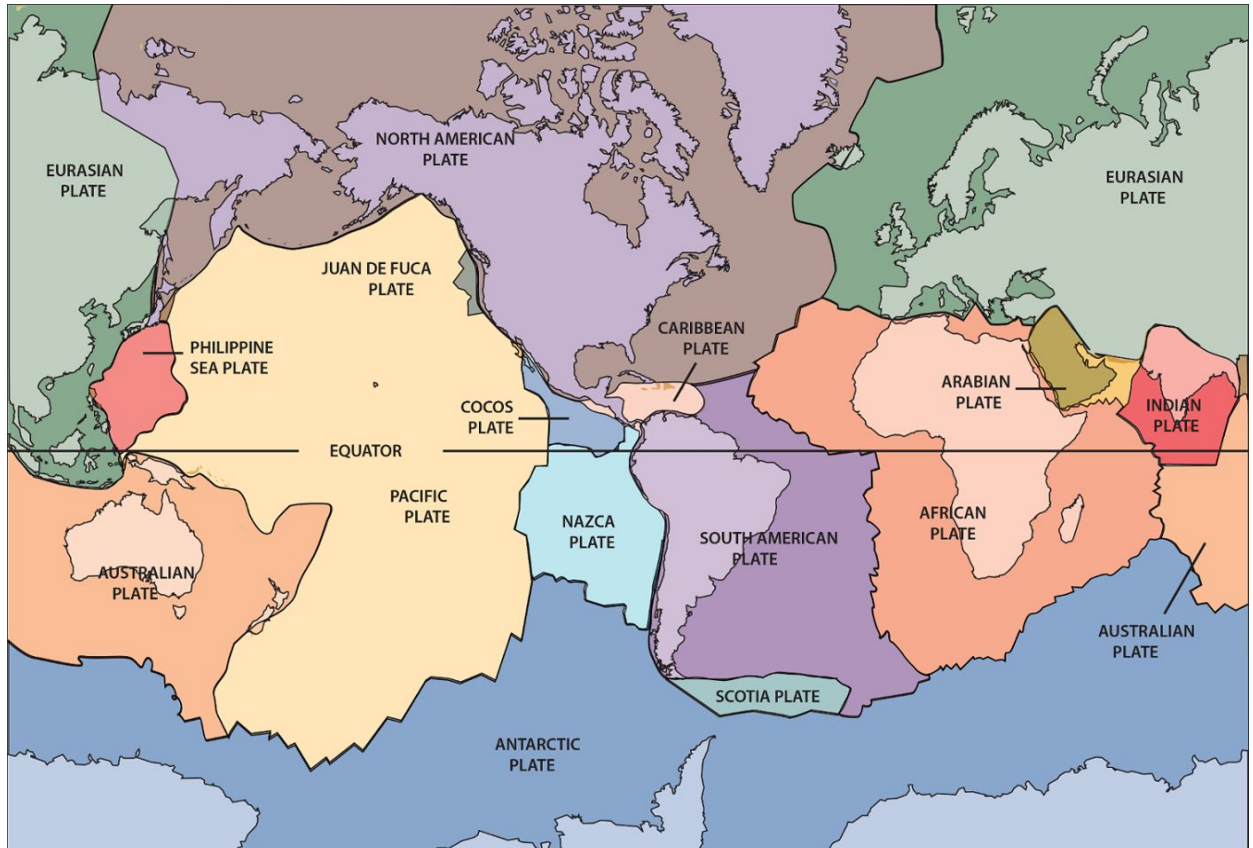 NORTH AMERICAN
PLATE
EURASIAN
PLATE
EURASIAN
PLATE
JUAN DE FUCA
PLATE
CARIBBEAN
PLATE
PHILIPPINE
SEA PLATE
ARABIAN
PLATE
COCOS
PLATE
INDIAN
PLATE
EQUATOR
PACIFIC
PLATE
NAZCA
PLATE
SOUTH AMERICAN
PLATE
AFRICAN
PLATE
AUSTRALIAN
PLATE
AUSTRALIAN
PLATE
SCOTIA PLATE
ANTARCTIC
PLATE